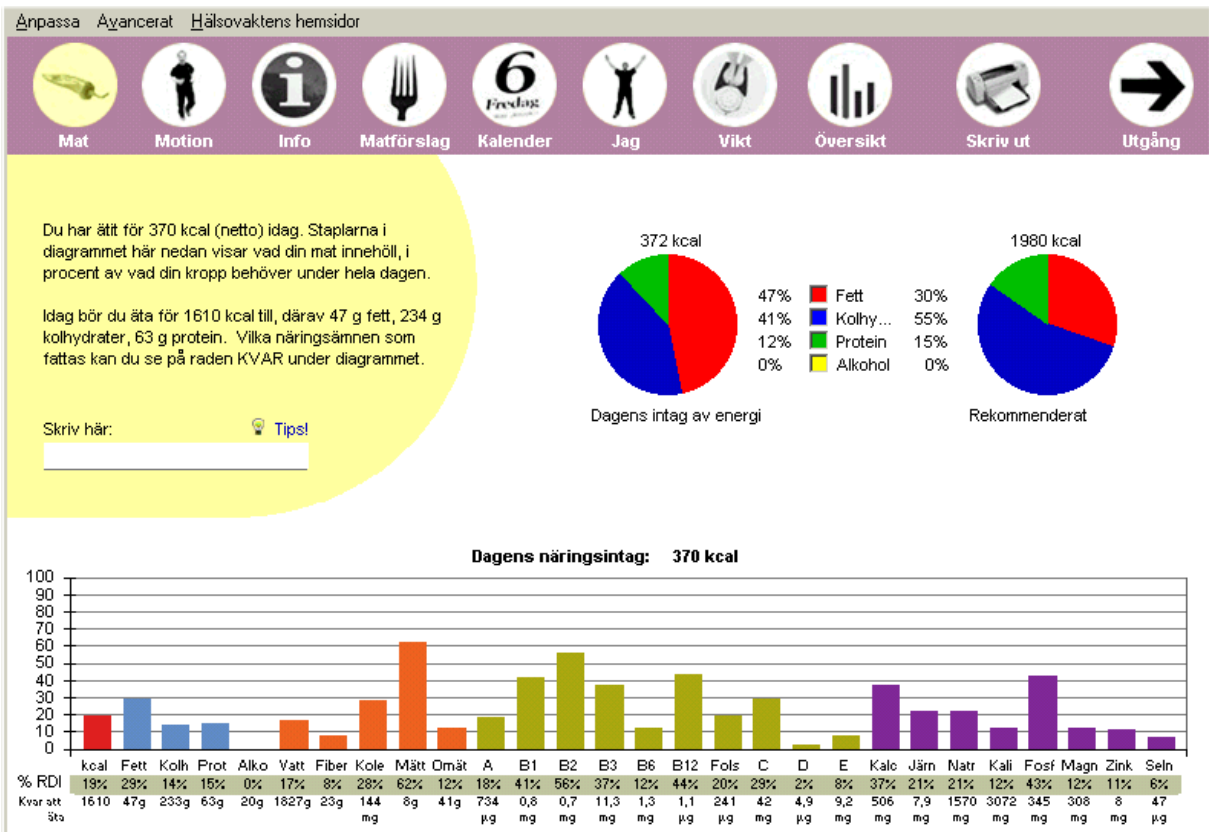 Anpassa Avancerat Hälsovaktens hemsidor
6
Fredag
Mat Motion Info Matförslag Kalender Jag Vikt Översikt Skriv ut Utgång
Du har ätit för 370 kcal (netto) idag. Staplarna i
diagrammet här nedan visar vad din mat innehöll, i
procent av vad din kropp behöver under hela dagen.
Idag bör du äta för 1610 kcal till, därav 47 g fett, 234 g
kolhydrater, 63 g protein. Vilka näringsämnen som
fattas kan du se på raden KVAR under diagrammet.
Skriv här: Tips!
372 kcal 1980 kcal
47% Fett 30%
41% Kolhy... 55%
12% Protein 15%
0% Alkohol 0%
Dagens intag av energi Rekommenderat
Dagens näringsintag: 370 kcal
100
90
80
70
60
50
40
30
20
10
0
kcal Fett Kolh Prot Alko Vatt Fiber Kole Mätt Omät A B1 B2 B3 B6 B12 Fols C D E Kalc Järn Natr Kali Fosf Magn Zink Seln
% RDI 19% 29% 14% 15% 0% 17% 8% 28% 62% 12% 18% 41% 56% 37% 12% 44% 20% 29% 2% 8% 37% 21% 21% 12% 43% 12% 11% 6%
Kvar att 1610 47g 233g 63g 20g 1827g 23g 144 8g 41g 734 0,8 0,7 11,3 1,3 1,1 241 42 4,9 9,2 506 7,9 1570 3072 345 308 8 47
äta mg µg mg mg mg mg µg µg mg µg mg mg mg mg mg mg mg mg µg